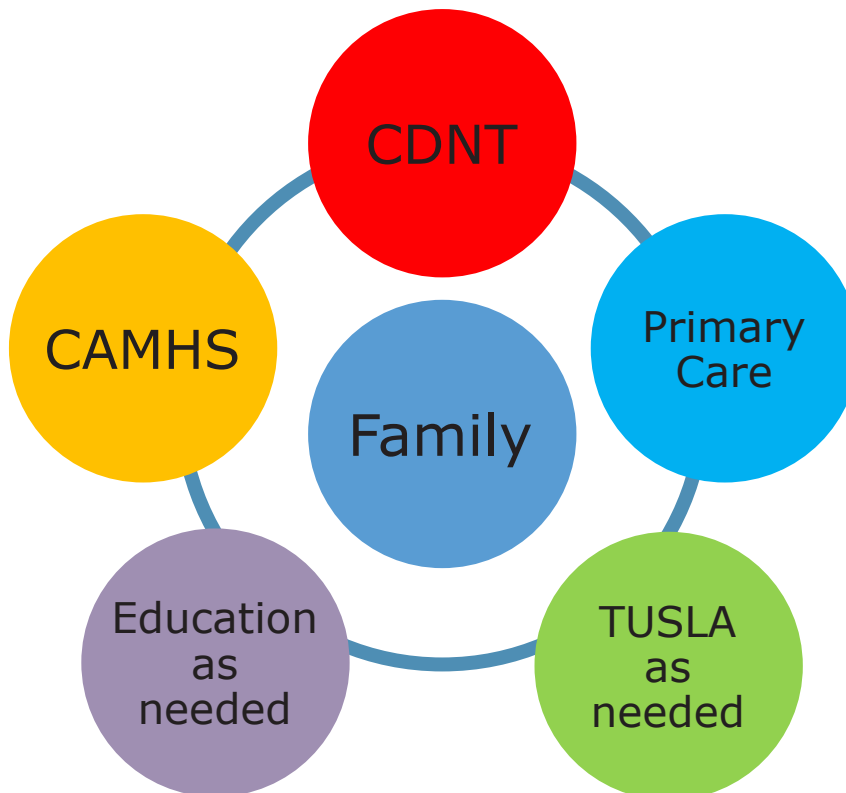 CDNT
CAMHS
Primary
Care
Family
Education
as
needed
TUSLA
as
needed